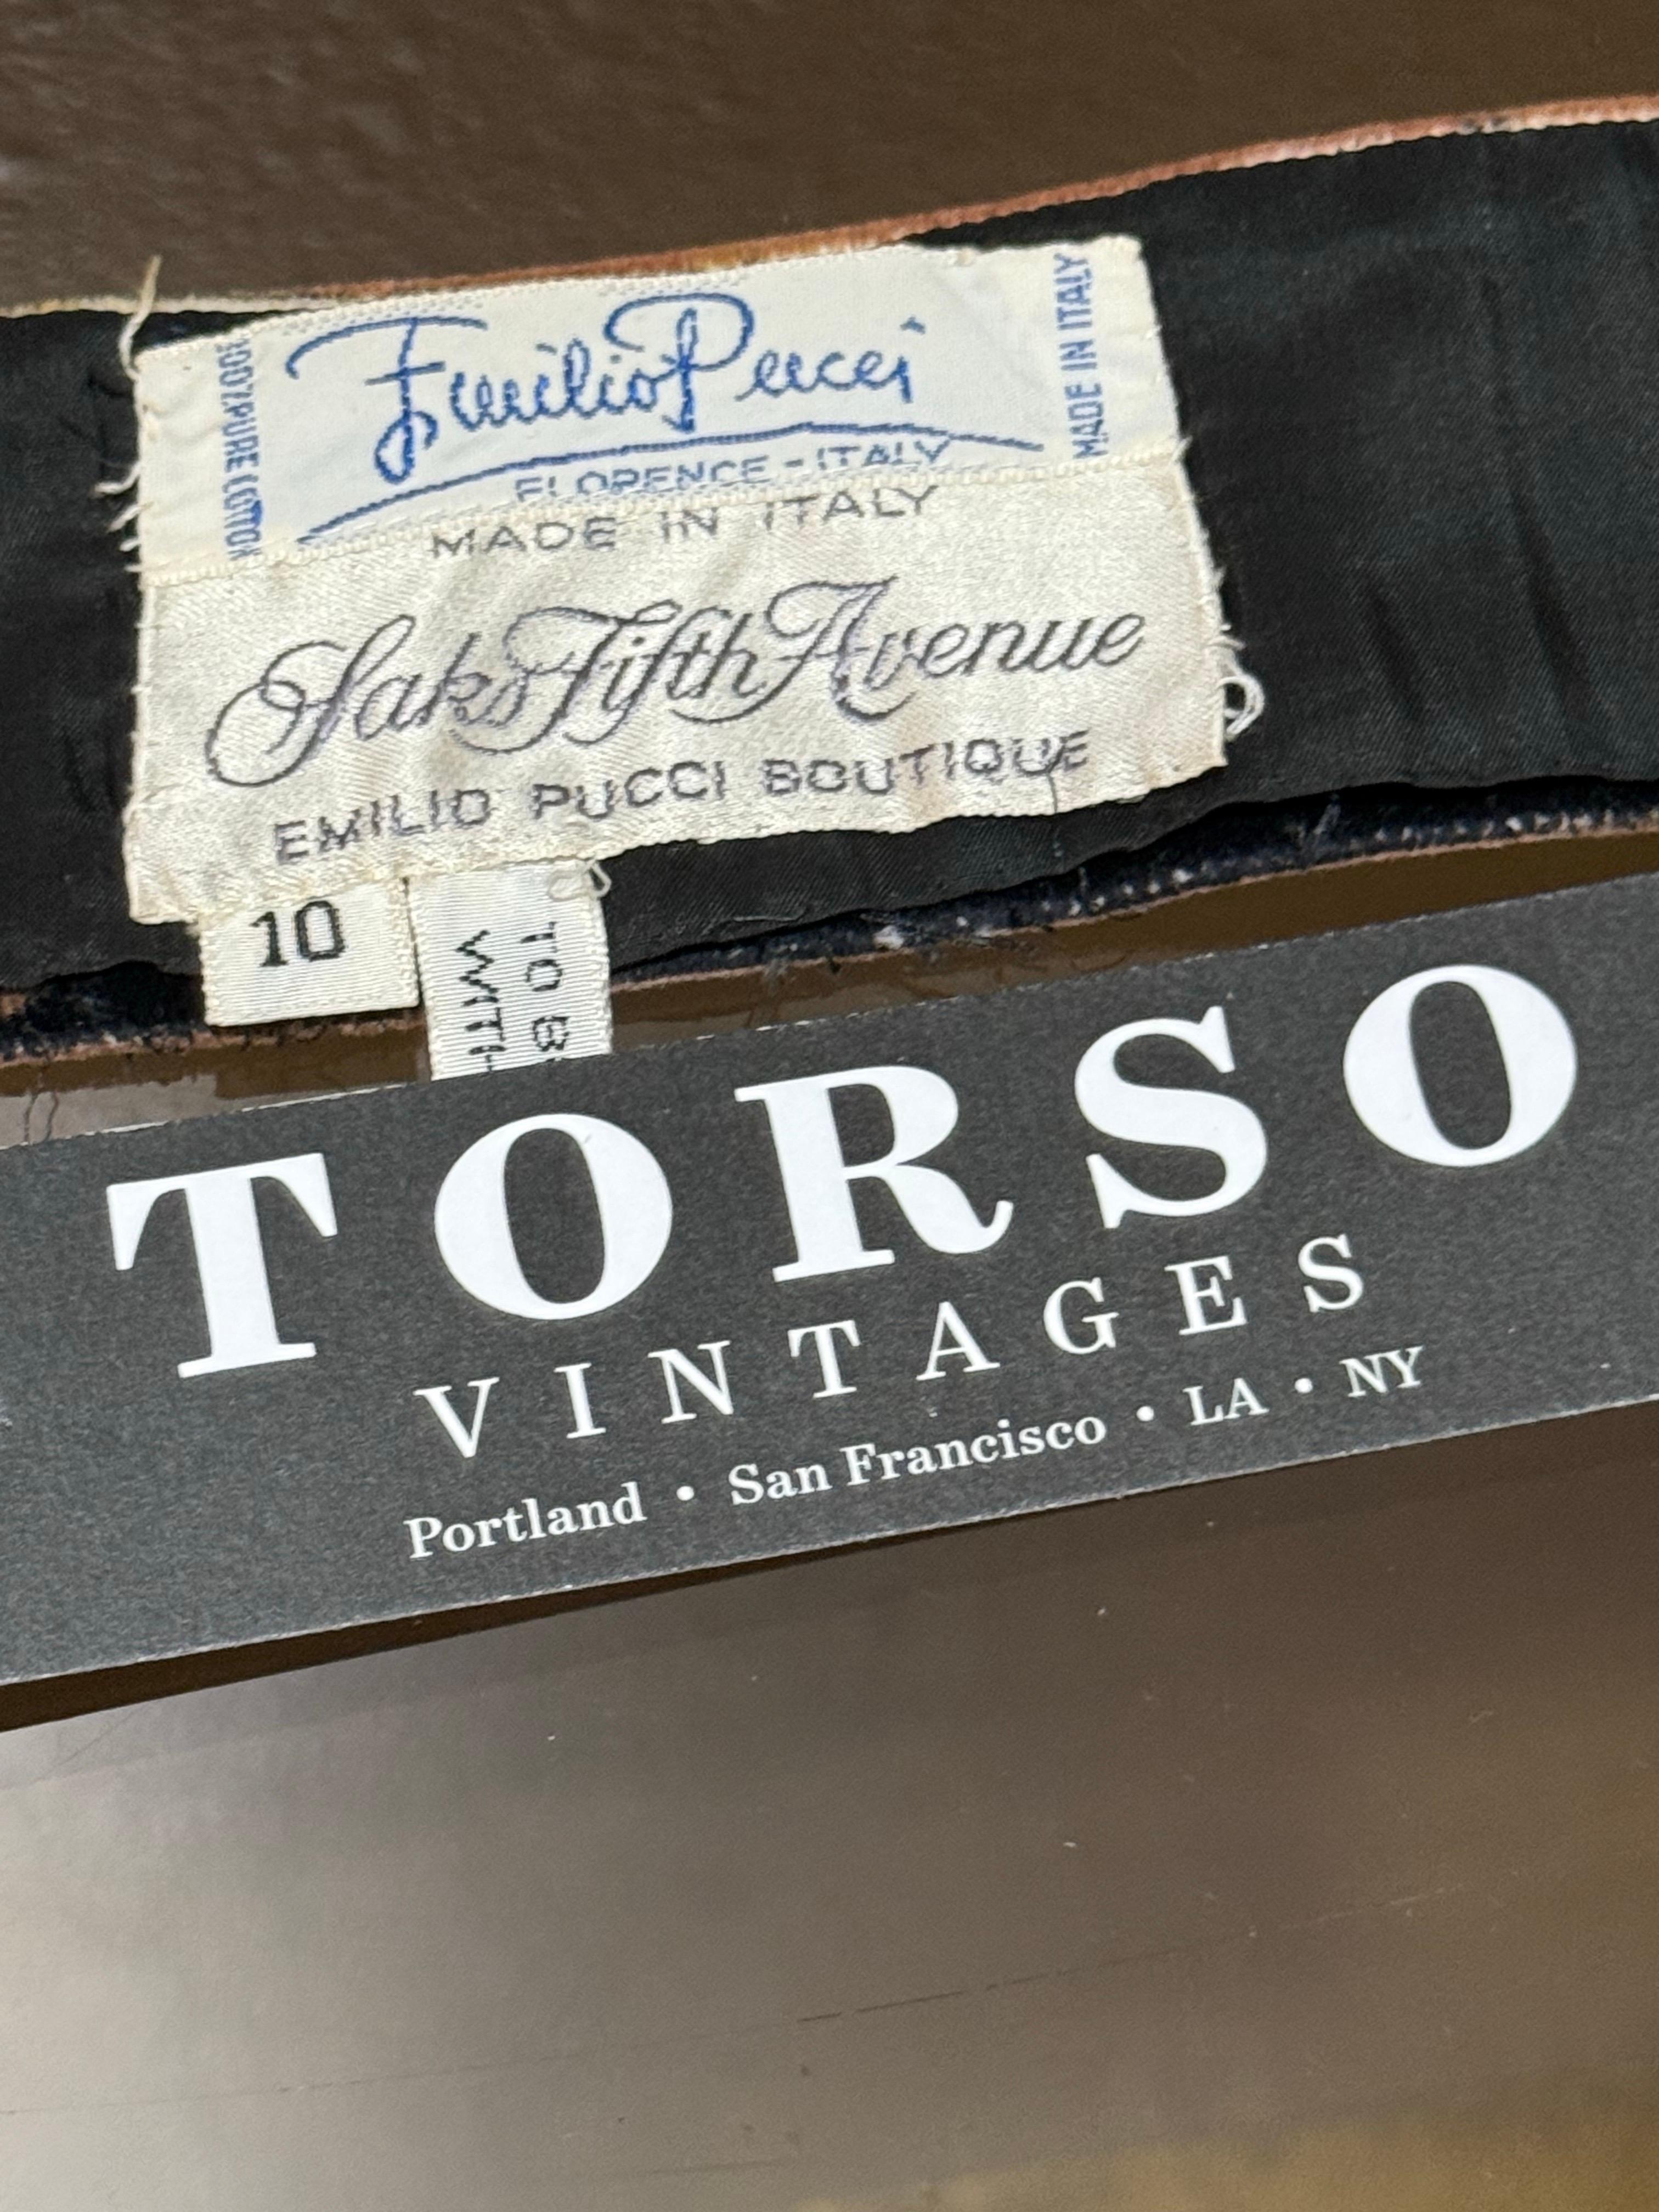 100% PURE COTTON
Emilio Pucci
MADE IN ITALY
FLORENCE - ITALY
MADE IN ITALY
Saks Fifth Avenue
EMILIO PUCCI BOUTIQUE
10
TO
TORSO
VINTAGES
Portland • San Francisco • LA • NY